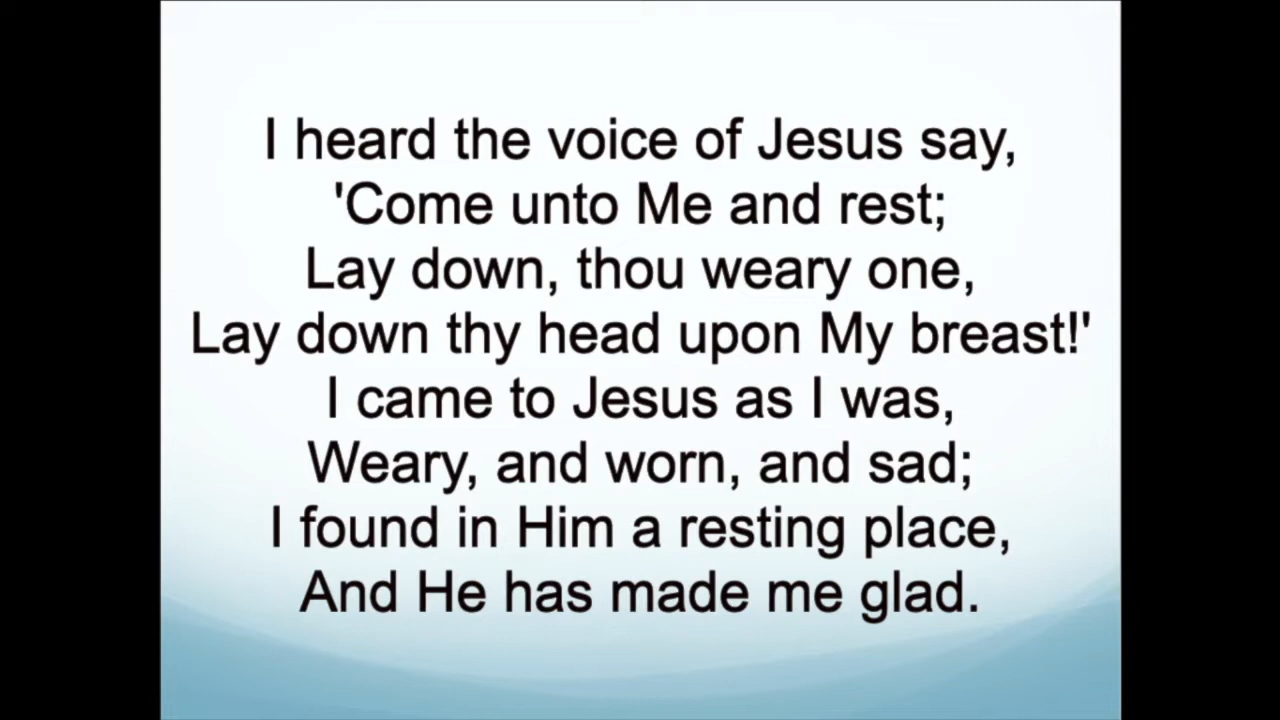 I heard the voice of Jesus say,
'Come unto Me and rest;
Lay down, thou weary one,
Lay down thy head upon My breast!'
I came to Jesus as I was,
Weary, and worn, and sad;
I found in Him a resting place,
And He has made me glad.